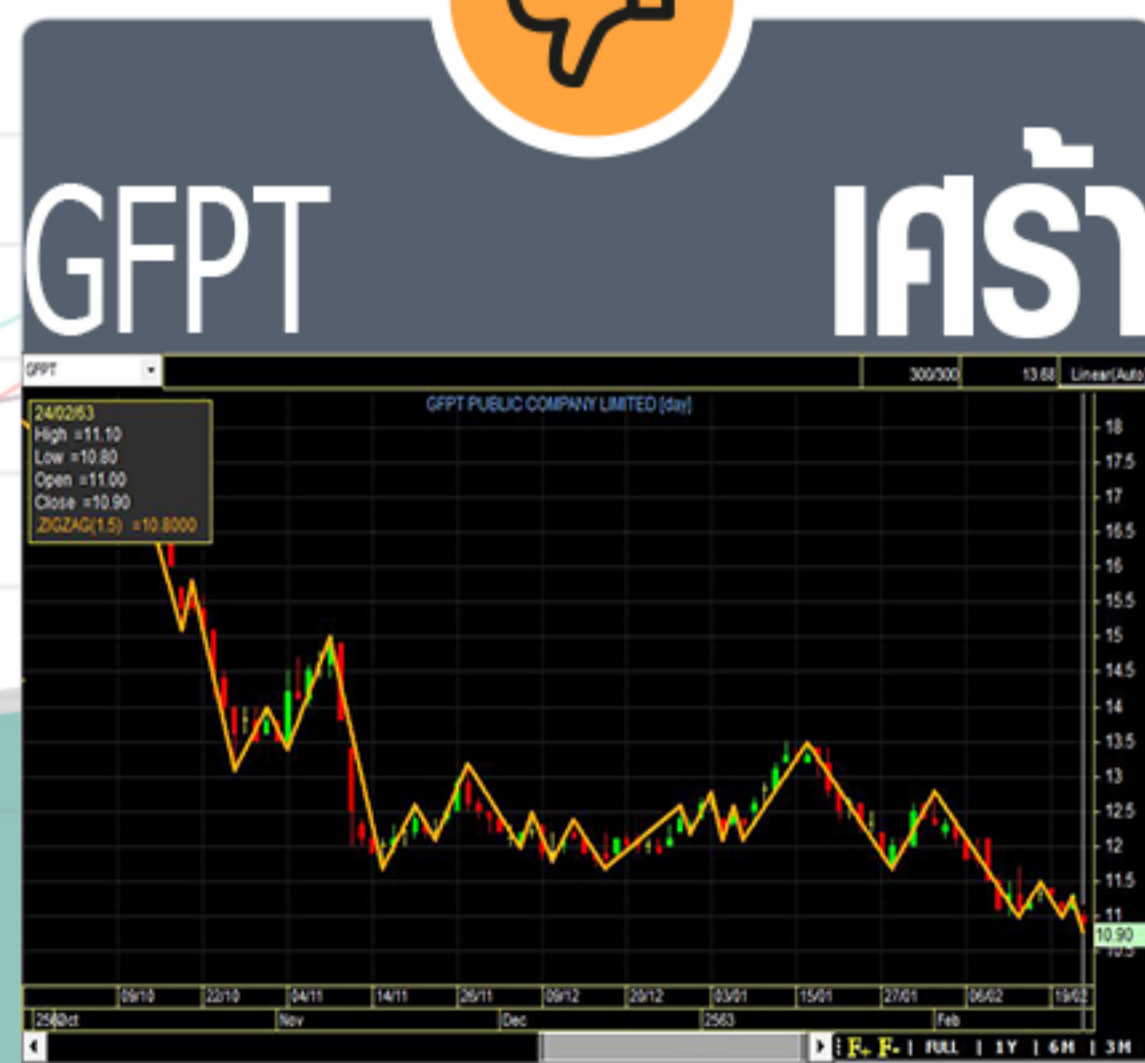 GFPT เศร้า
GFPT 300/300 13.68 Linear(Auto
GFPT PUBLIC COMPANY LIMITED [day]
24/02/63
High =11.10
Low =10.80
Open =11.00
Close =10.90
ZIGZAG(1.5) =10.8000
18
17.5
17
16.5
16
15.5
15
14.5
14
13.5
13
12.5
12
11.5
11
10.90
10.5
09/10 22/10 04/11 14/11 26/11 09/12 20/12 03/01 15/01 27/01 06/02 19/02
Oct Nov Dec 2563 Feb
F+ F- | FULL | 1Y | 6M | 3M